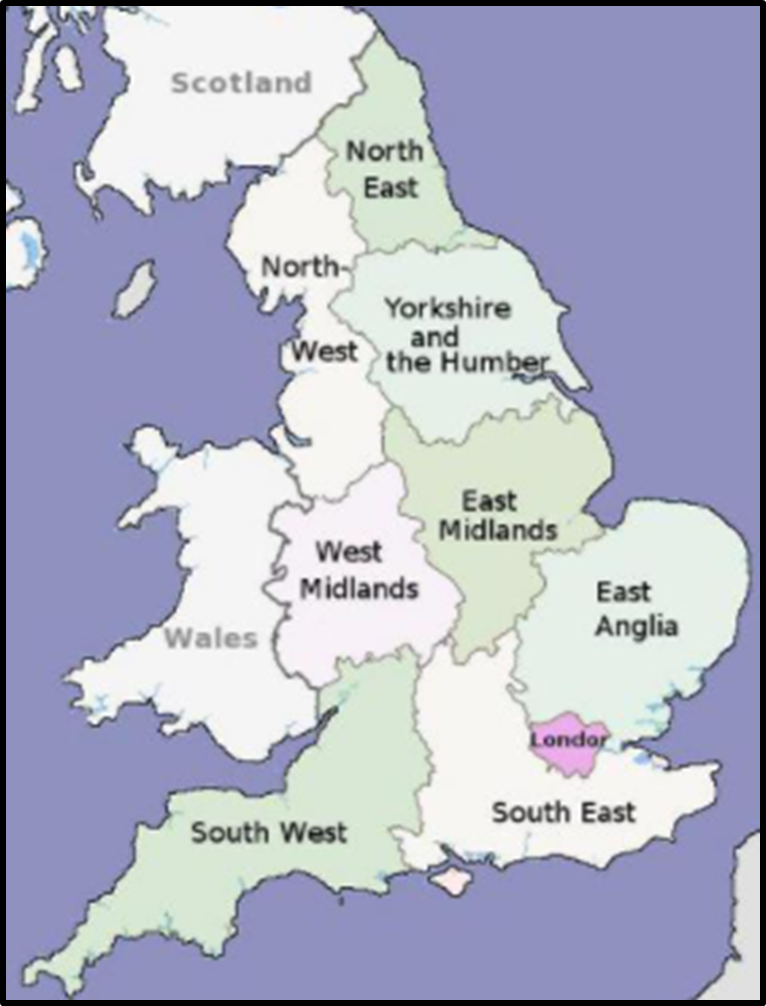 Scotland
North
East
North-
West
Yorkshire
and
the Humber
East
Midlands
West
Midlands
East
Anglia
Wales
London
South East
South West